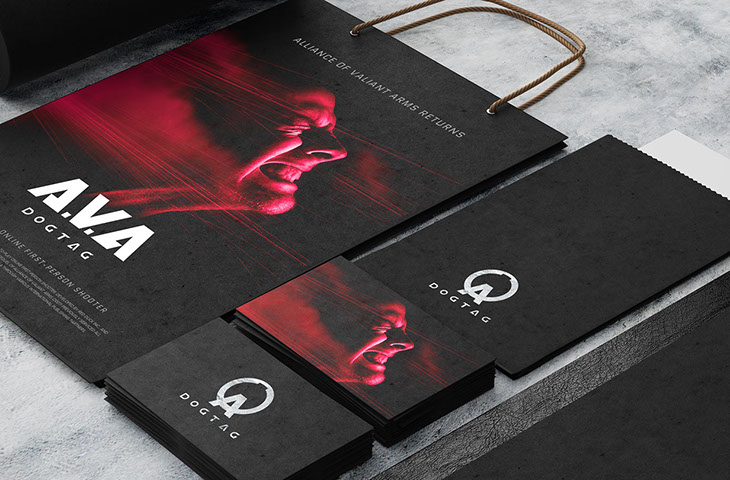 ALLIANCE OF VALIANT ARMS RETURNS
A.V.A
DOGTAG
ONLINE FIRST-PERSON SHOOTER
DOGTAG
DOGTAG